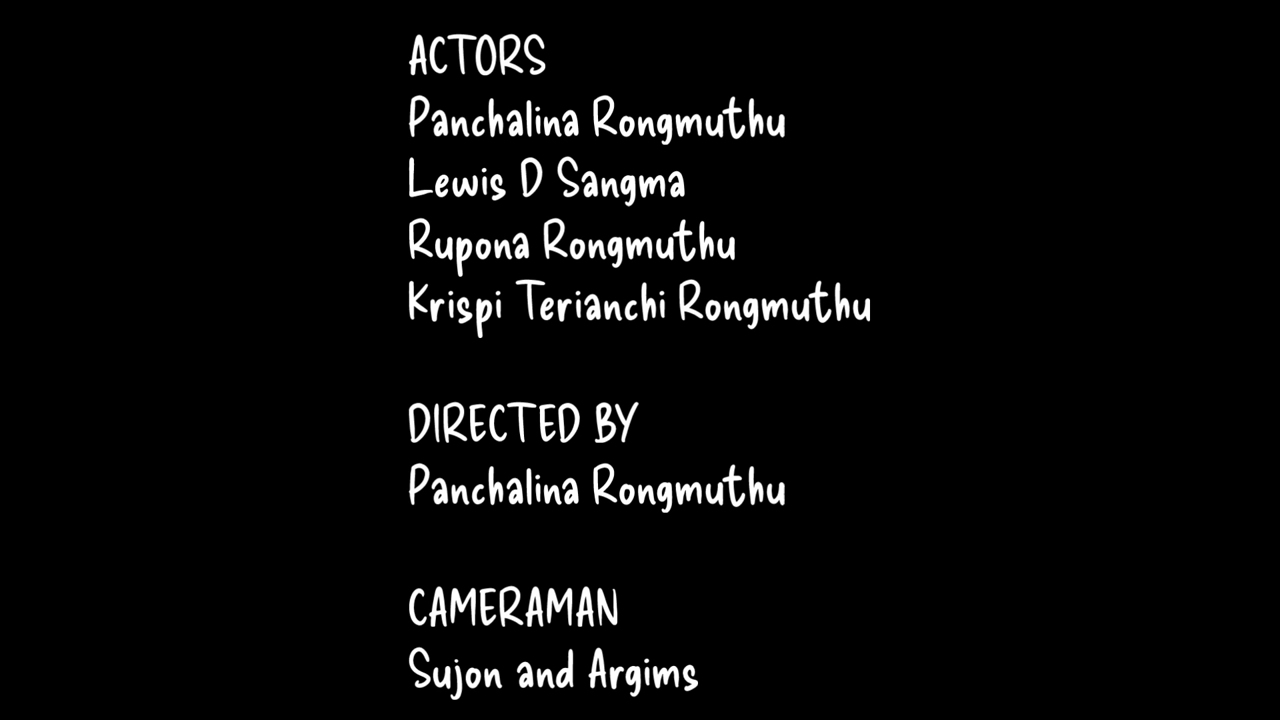 ACTORS
Panchalina Rongmuthu
Lewis D Sangma
Rupona Rongmuthu
Krispi Terianchi Rongmuthu
DIRECTED BY
Panchalina Rongmuthu
CAMERAMAN
Sujon and Argims